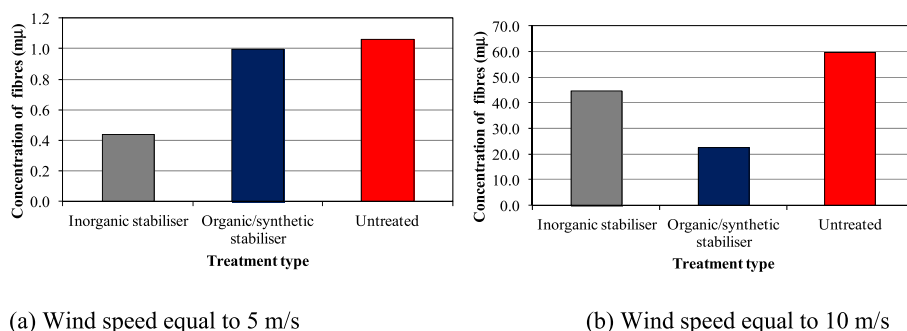 Concentration of fibres (mμ)
1.2
1.0
0.8
0.6
0.4
0.2
0.0
Inorganic stabiliser
Organic/synthetic
stabiliser
Untreated
Treatment type
(a) Wind speed equal to 5 m/s
Concentration of fibres (mμ)
70.0
60.0
50.0
40.0
30.0
20.0
10.0
0.0
Inorganic stabiliser
Organic/synthetic
stabiliser
Untreated
Treatment type
(b) Wind speed equal to 10 m/s